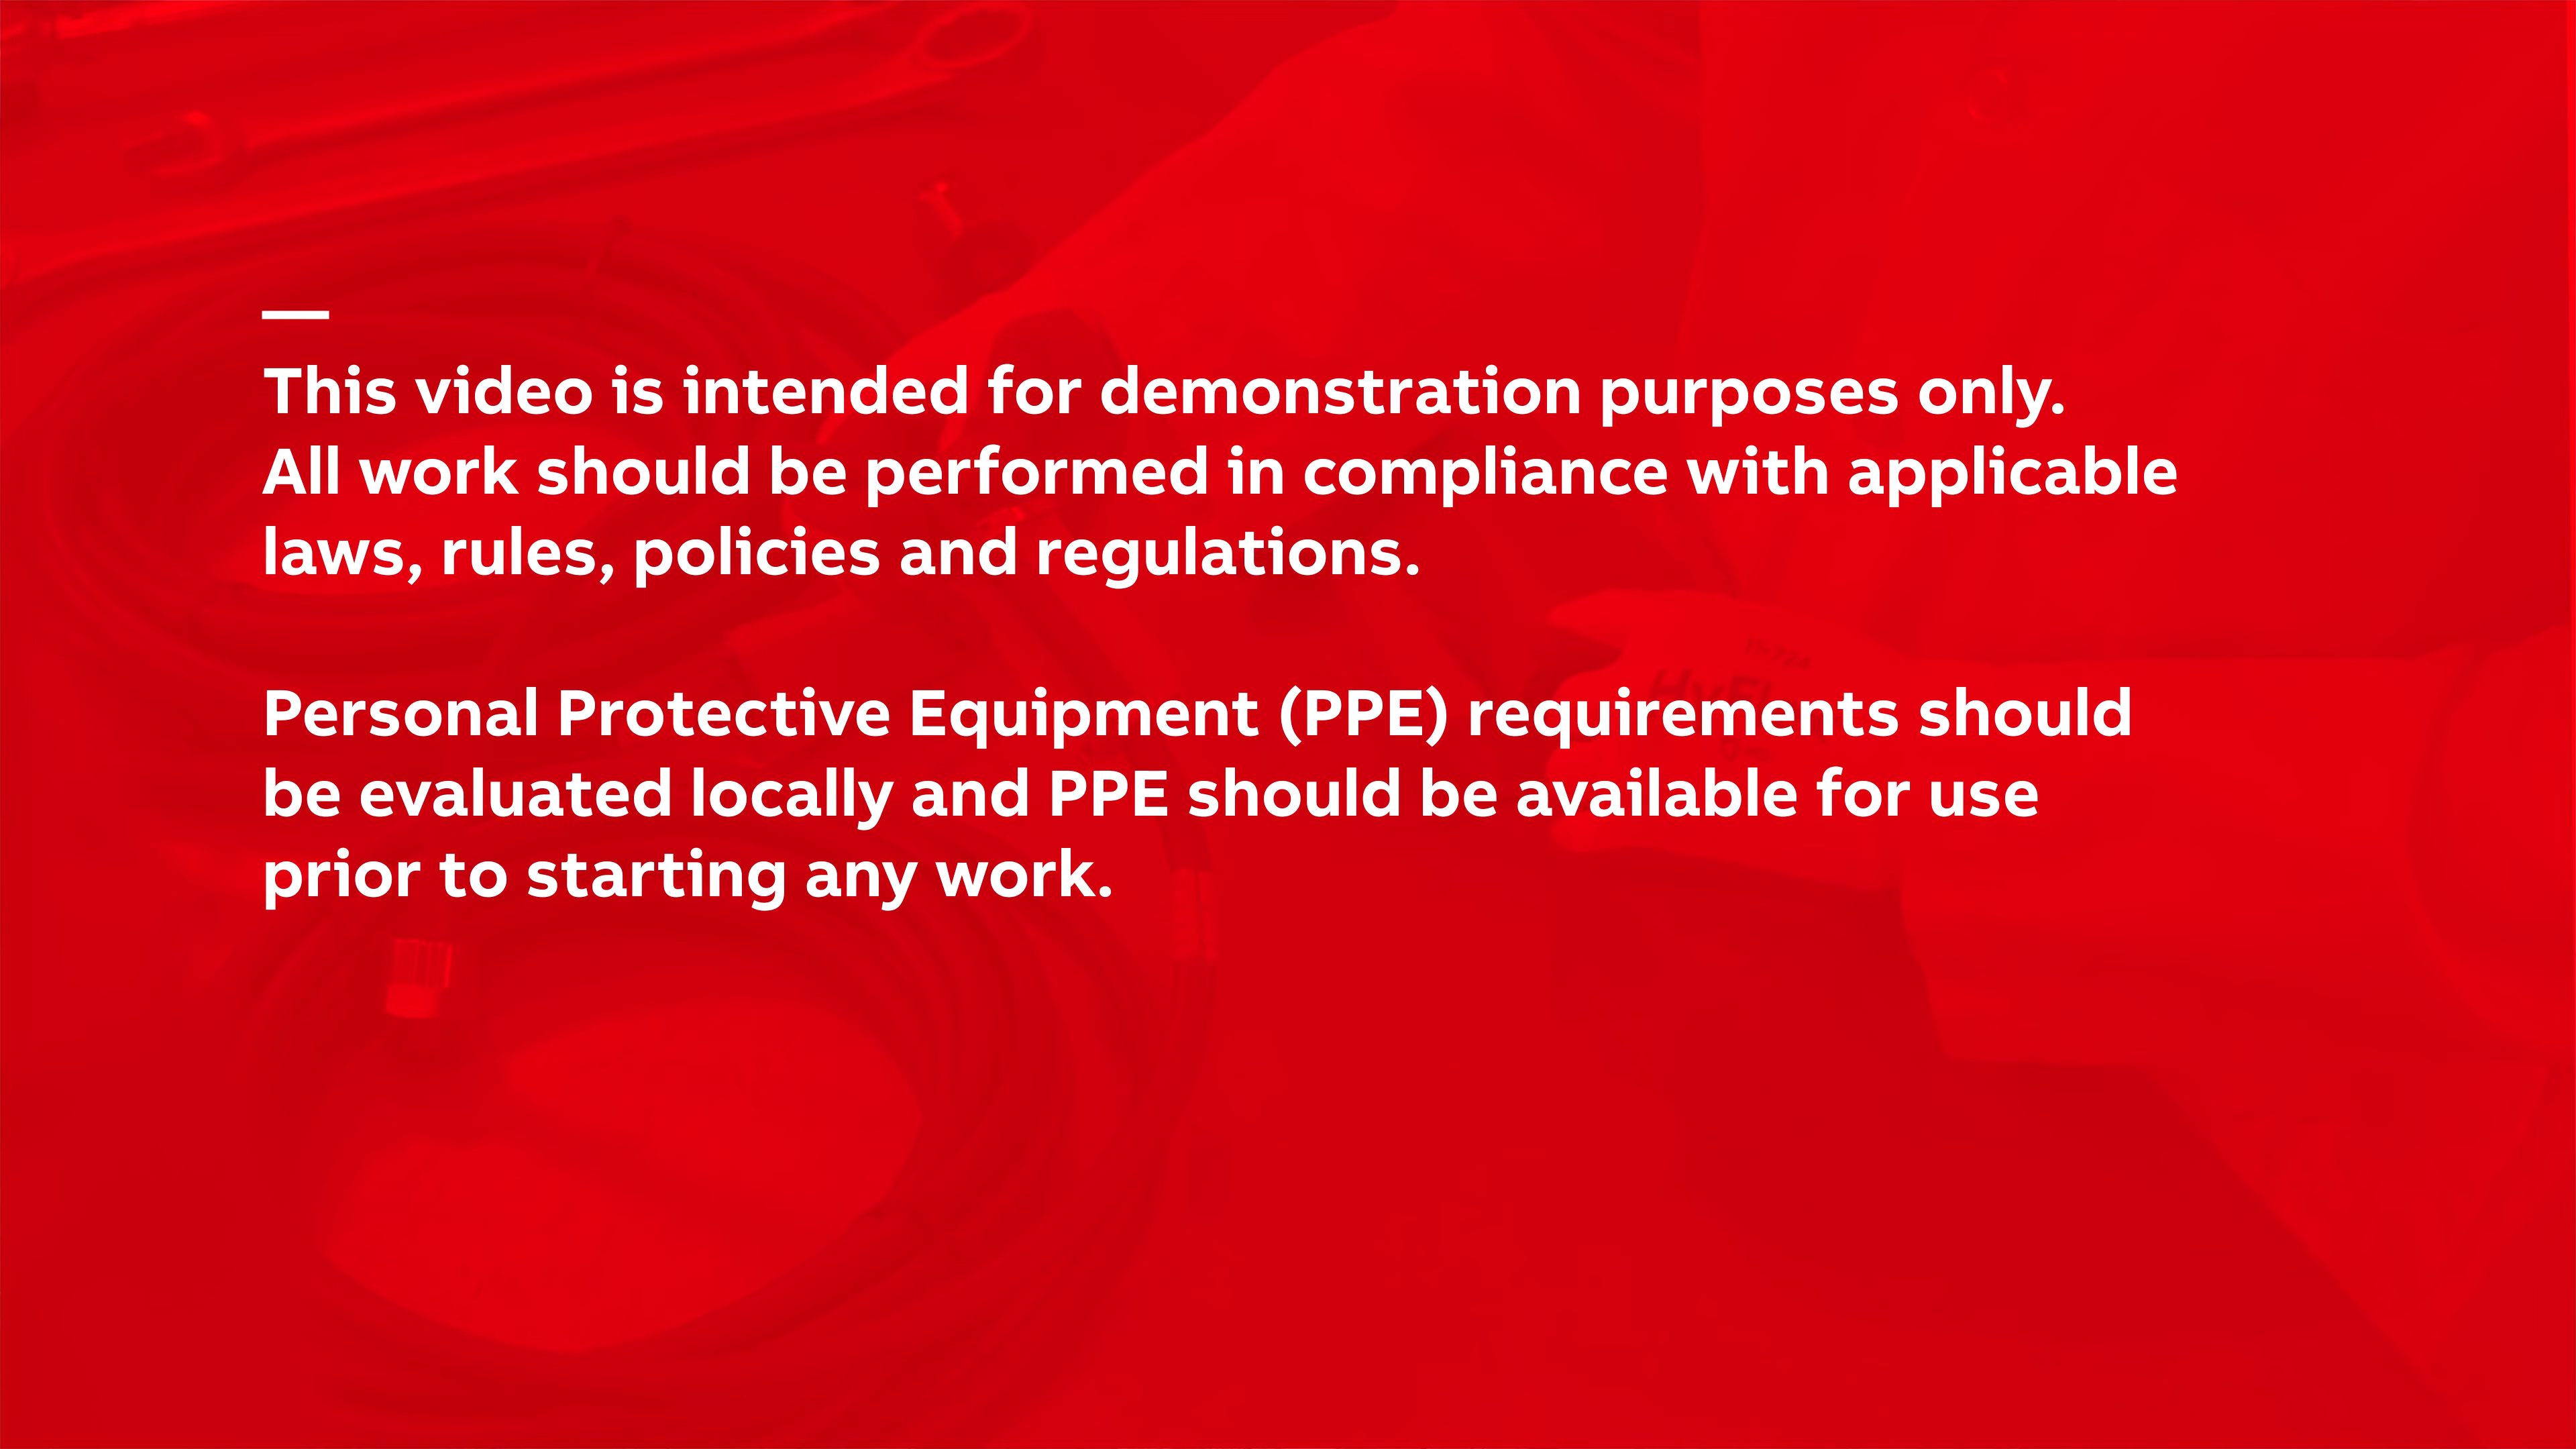 This video is intended for demonstration purposes only.
All work should be performed in compliance with applicable
laws, rules, policies and regulations.
Personal Protective Equipment (PPE) requirements should
be evaluated locally and PPE should be available for use
prior to starting any work.